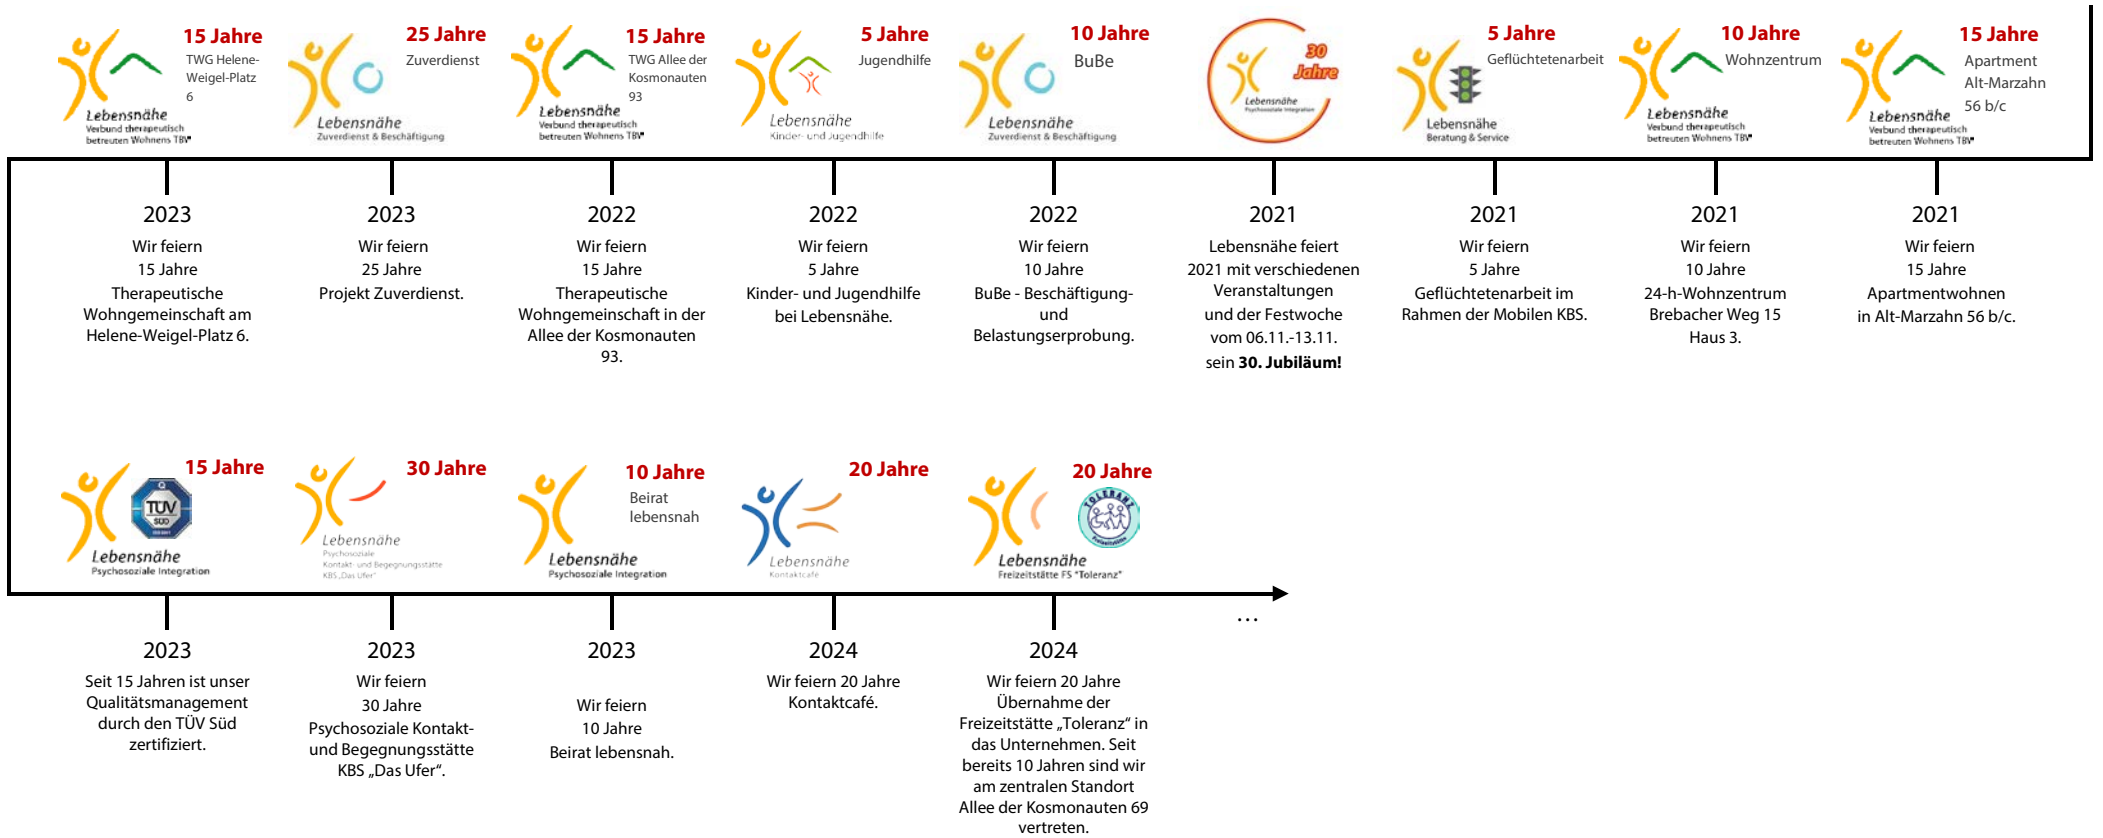 15 Jahre
TWG Helene-
Weigel-Platz
6
Lebensnähe
Verbund therapeutisch
betreuten Wohnens TBW
25 Jahre
Zuverdienst
Lebensnähe
Zuverdienst & Beschäftigung
15 Jahre
TWG Allee der
Kosmonauten
93
Lebensnähe
Verbund therapeutisch
betreuten Wohnens TBW
5 Jahre
Jugendhilfe
Lebensnähe
Kinder- und Jugendhilfe
10 Jahre
BuBe
Lebensnähe
Zuverdienst & Beschäftigung
30
Jahre
Lebensnähe
Psychosoziale Integration
5 Jahre
Geflüchtetenarbeit
Lebensnähe
Beratung & Service
10 Jahre
Wohnzentrum
Lebensnähe
Verbund therapeutisch
betreuten Wohnens TBW
15 Jahre
Apartment
Alt-Marzahn
56 b/c
Lebensnähe
Verbund therapeutisch
betreuten Wohnens TBW
2023
Wir feiern
15 Jahre
Therapeutische
Wohngemeinschaft am
Helene-Weigel-Platz 6.
2023
Wir feiern
25 Jahre
Projekt Zuverdienst.
2022
Wir feiern
15 Jahre
Therapeutische
Wohngemeinschaft in der
Allee der Kosmonauten
93.
2022
Wir feiern
5 Jahre
Kinder- und Jugendhilfe
bei Lebensnähe.
2022
Wir feiern
10 Jahre
BuBe - Beschäftigung-
und
Belastungserprobung.
2021
Lebensnähe feiert
2021 mit verschiedenen
Veranstaltungen
und der Festwoche
vom 06.11.-13.11.
sein 30. Jubiläum!
2021
Wir feiern
5 Jahre
Geflüchtetenarbeit im
Rahmen der Mobilen KBS.
2021
Wir feiern
10 Jahre
24-h-Wohnzentrum
Brebacher Weg 15
Haus 3.
2021
Wir feiern
15 Jahre
Apartmentwohnen
in Alt-Marzahn 56 b/c.
15 Jahre
Q
TÜV
SÜD
Lebensnähe
Psychosoziale Integration
30 Jahre
Lebensnähe
Psychosoziale
Kontakt- und Begegnungsstätte
KBS „Das Ufer“
10 Jahre
Beirat
lebensnah
Lebensnähe
Psychosoziale Integration
20 Jahre
Lebensnähe
Kontaktcafé
20 Jahre
TOLERANZ
Freizeitstätte
Lebensnähe
Freizeitstätte FS "Toleranz"
...
2023
Seit 15 Jahren ist unser
Qualitätsmanagement
durch den TÜV Süd
zertifiziert.
2023
Wir feiern
30 Jahre
Psychosoziale Kontakt-
und Begegnungsstätte
KBS „Das Ufer“.
2023
Wir feiern
10 Jahre
Beirat lebensnah.
2024
Wir feiern 20 Jahre
Kontaktcafé.
2024
Wir feiern 20 Jahre
Übernahme der
Freizeitstätte „Toleranz“ in
das Unternehmen. Seit
bereits 10 Jahren sind wir
am zentralen Standort
Allee der Kosmonauten 69
vertreten.